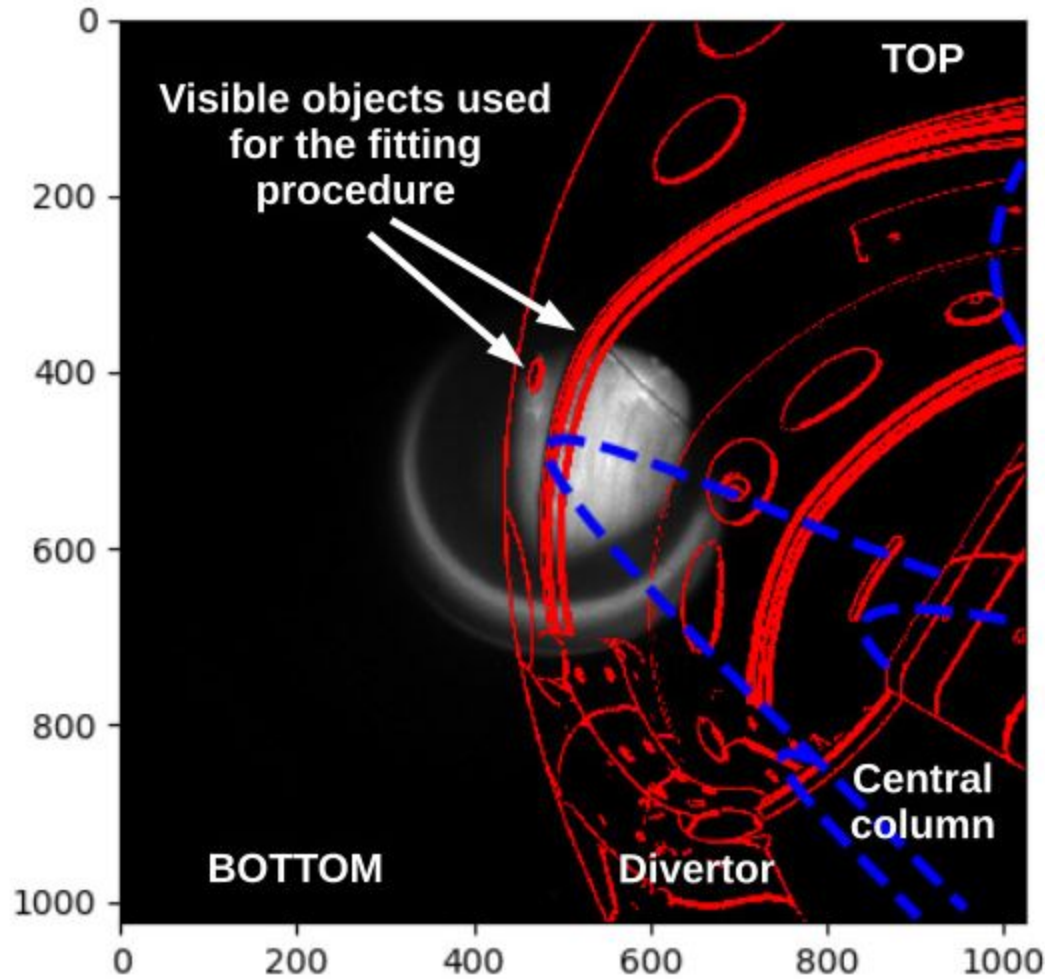 TOP
Visible objects used
for the fitting
procedure
Central
column
BOTTOM
Divertor
0
200
400
600
800
1000
0
200
400
600
800
1000